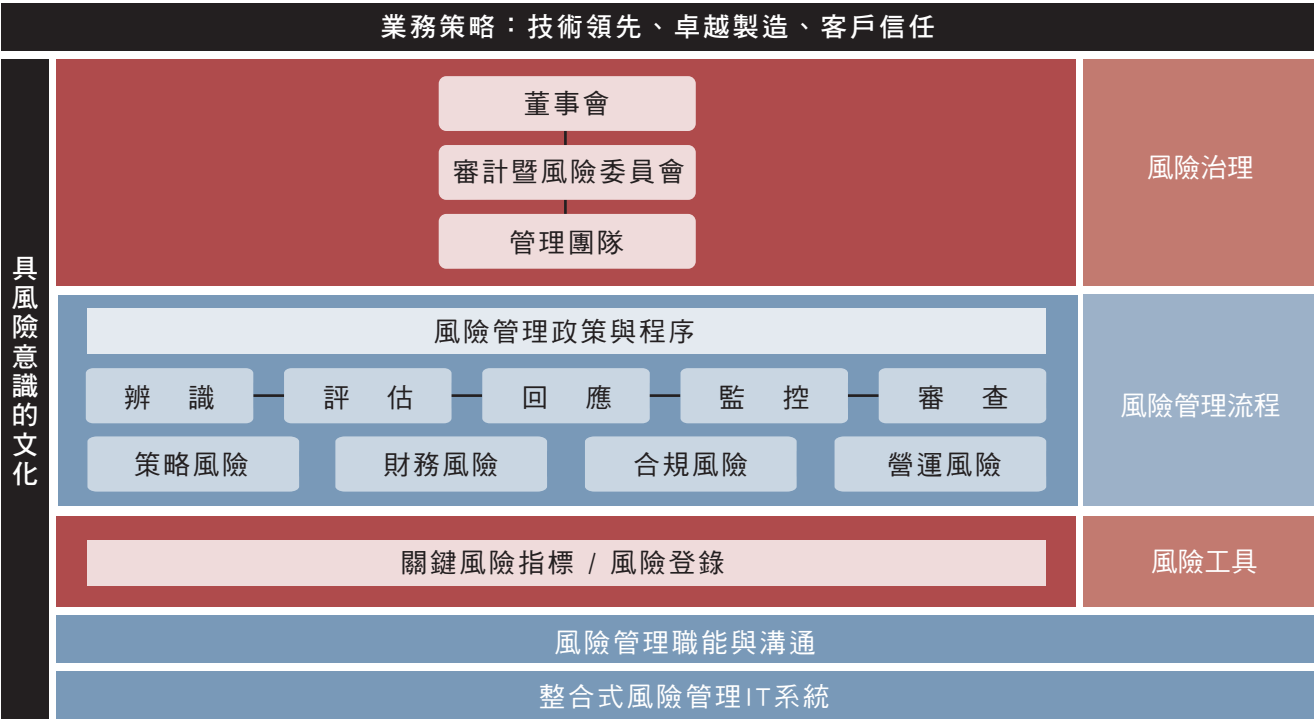 業務策略：技術領先、卓越製造、客戶信任
具風險意識的文化
董事會
審計暨風險委員會
管理團隊
風險治理
風險管理政策與程序
辨識 評估 回應 監控 審查
策略風險 財務風險 合規風險 營運風險
風險管理流程
關鍵風險指標 / 風險登錄
風險工具
風險管理職能與溝通
整合式風險管理IT系統